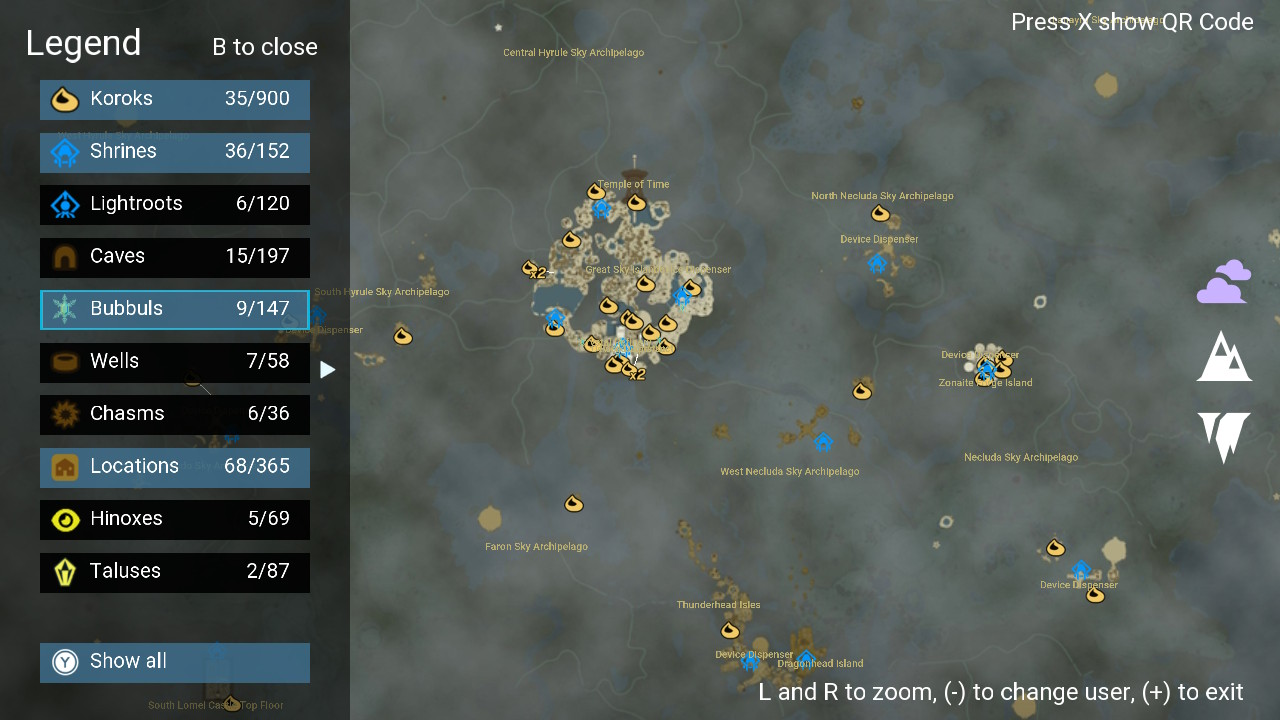 Legend
B to close
Koroks 35/900
Shrines 36/152
Lightroots 6/120
Caves 15/197
Bubbuls 9/147
Wells 7/58
Chasms 6/36
Locations 68/365
Hinoxes 5/69
Taluses 2/87
Y Show all
Press X show QR Code
Central Hyrule Sky Archipelago
Temple of Time
North Necluda Sky Archipelago
Device Dispenser
x2
South Hyrule Sky Archipelago
Device Dispenser
Device Dispenser
Zonaite Forge Island
x2
West Necluda Sky Archipelago
Necluda Sky Archipelago
Faron Sky Archipelago
Device Dispenser
Thunderhead Isles
Device Dispenser
Dragonhead Island
South Lomei Castle Top Floor
L and R to zoom, (-) to change user, (+) to exit